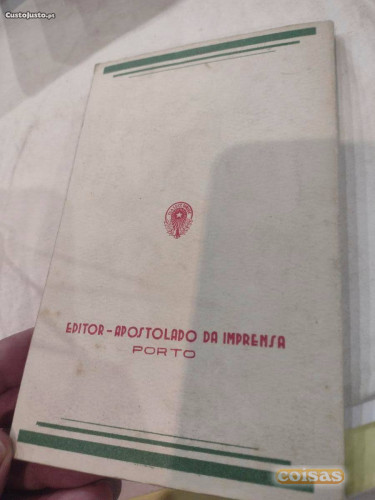 CustoJusto.pt
EDITOR - APOSTOLADO DA IMPRENSA
PORTO
coisas